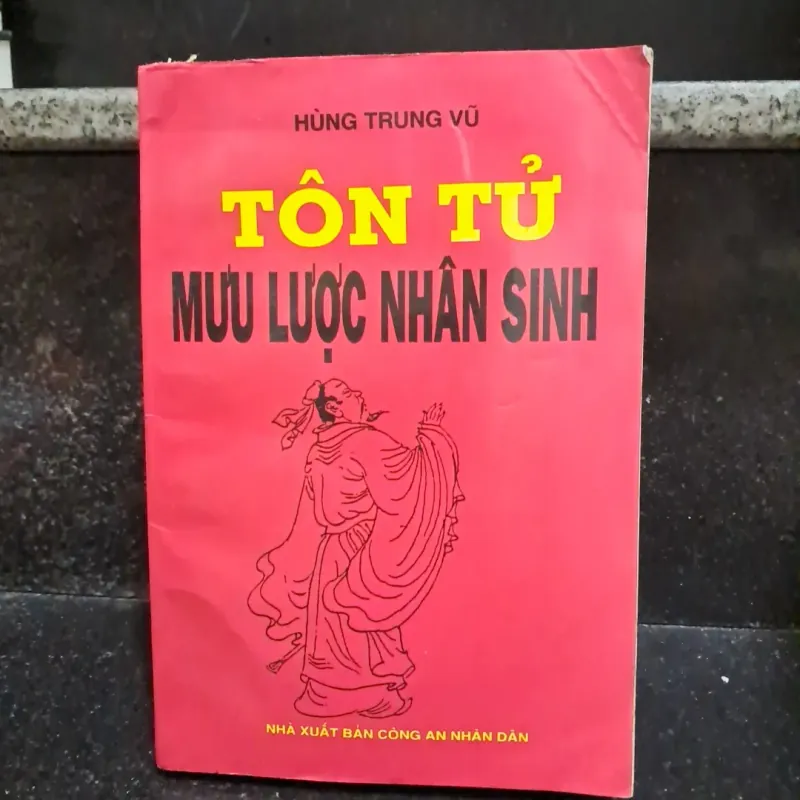 HÙNG TRUNG VŨ
TÔN TỬ
MƯU LƯỢC NHÂN SINH
NHÀ XUẤT BẢN CÔNG AN NHÂN DÂN